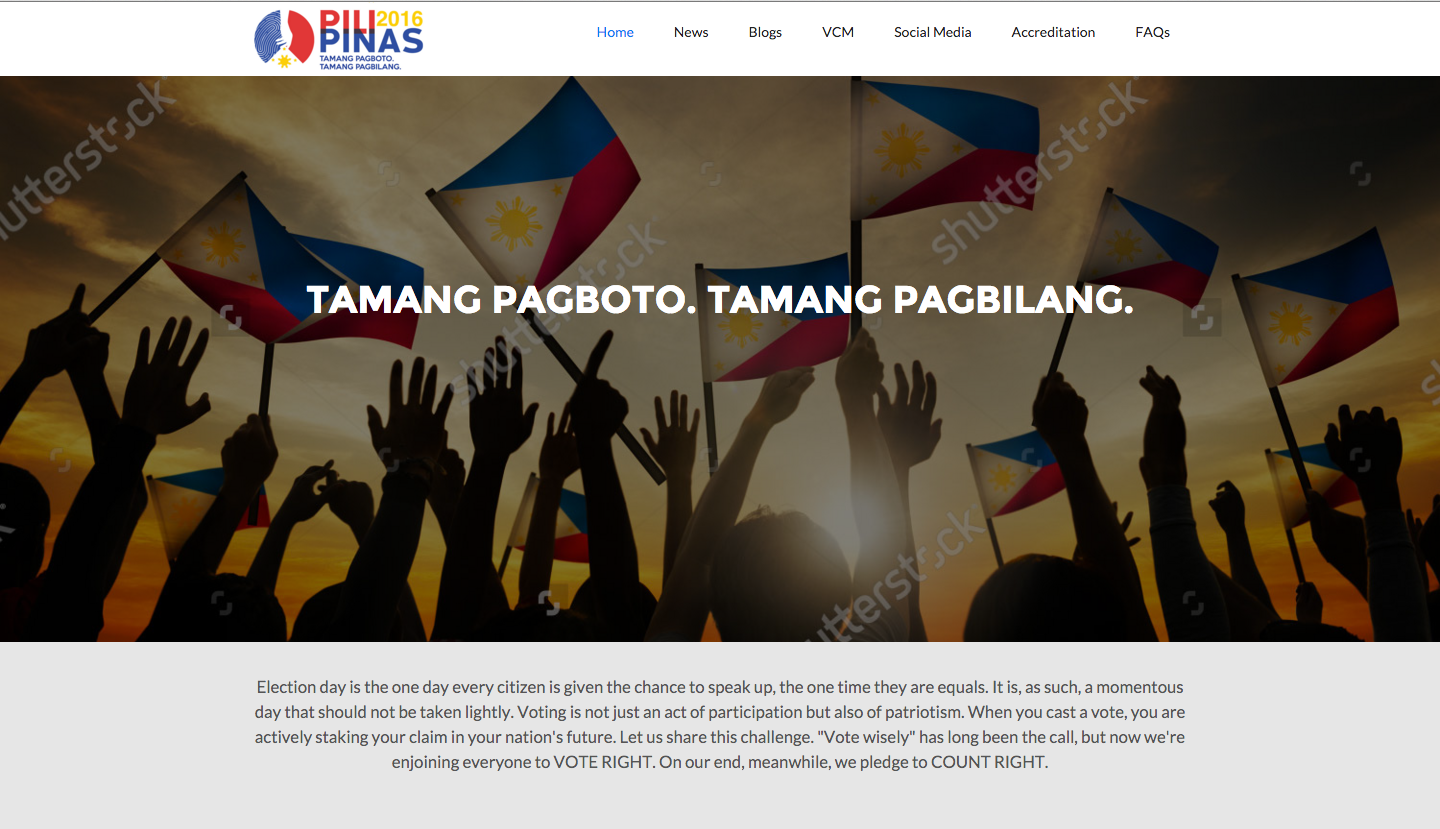 PILI 2016
PINAS
TAMANG PAGBOTO.
TAMANG PAGBILANG.
Home News Blogs VCM Social Media Accreditation FAQs
shutterstock
shutterstock
shutterstock
TAMANG PAGBOTO. TAMANG PAGBILANG.
shutterstock
Election day is the one day every citizen is given the chance to speak up, the one time they are equals. It is, as such, a momentous
day that should not be taken lightly. Voting is not just an act of participation but also of patriotism. When you cast a vote, you are
actively staking your claim in your nation's future. Let us share this challenge. "Vote wisely" has long been the call, but now we're
enjoining everyone to VOTE RIGHT. On our end, meanwhile, we pledge to COUNT RIGHT.